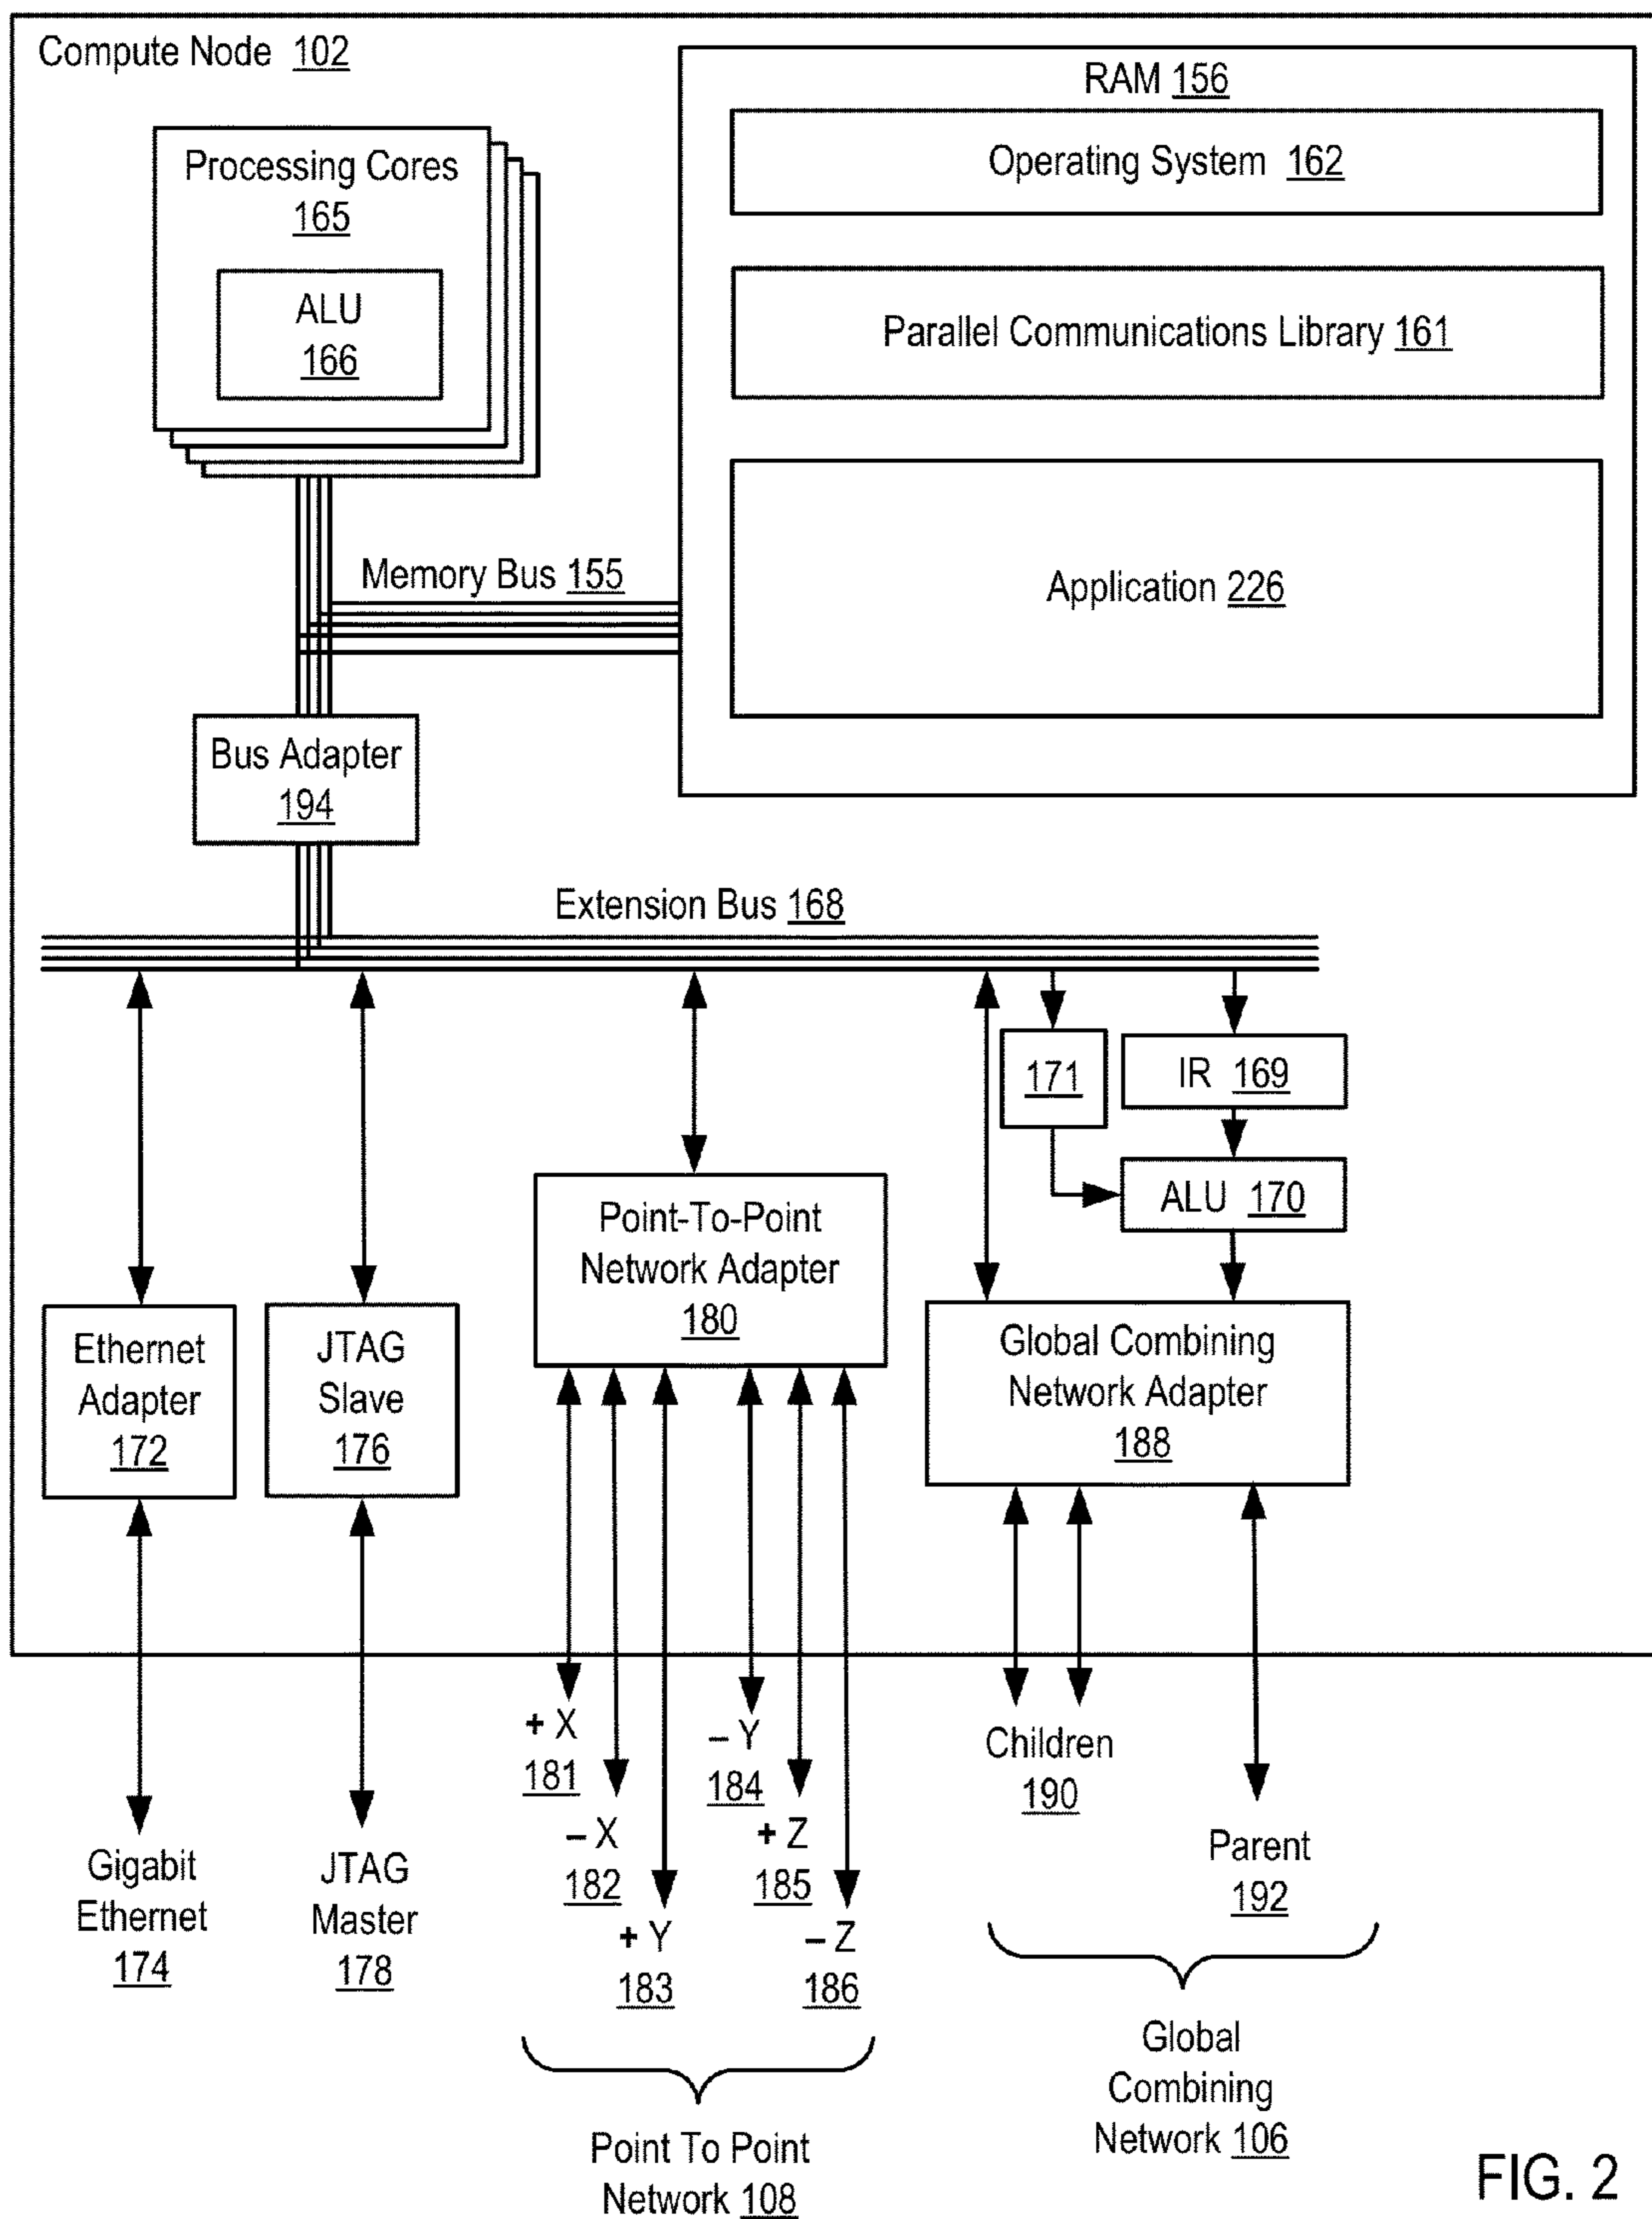 Compute Node 102
RAM 156
Processing Cores
165
ALU
166
Operating System 162
Parallel Communications Library 161
Application 226
Memory Bus 155
Bus Adapter
194
Extension Bus 168
171
IR 169
ALU 170
Ethernet
Adapter
172
JTAG
Slave
176
Point-To-Point
Network Adapter
180
Global Combining
Network Adapter
188
Gigabit
Ethernet
174
JTAG
Master
178
+ X
181
– X
182
+ Y
183
– Y
184
+ Z
185
– Z
186
Point To Point
Network 108
Children
190
Parent
192
Global
Combining
Network 106
FIG. 2